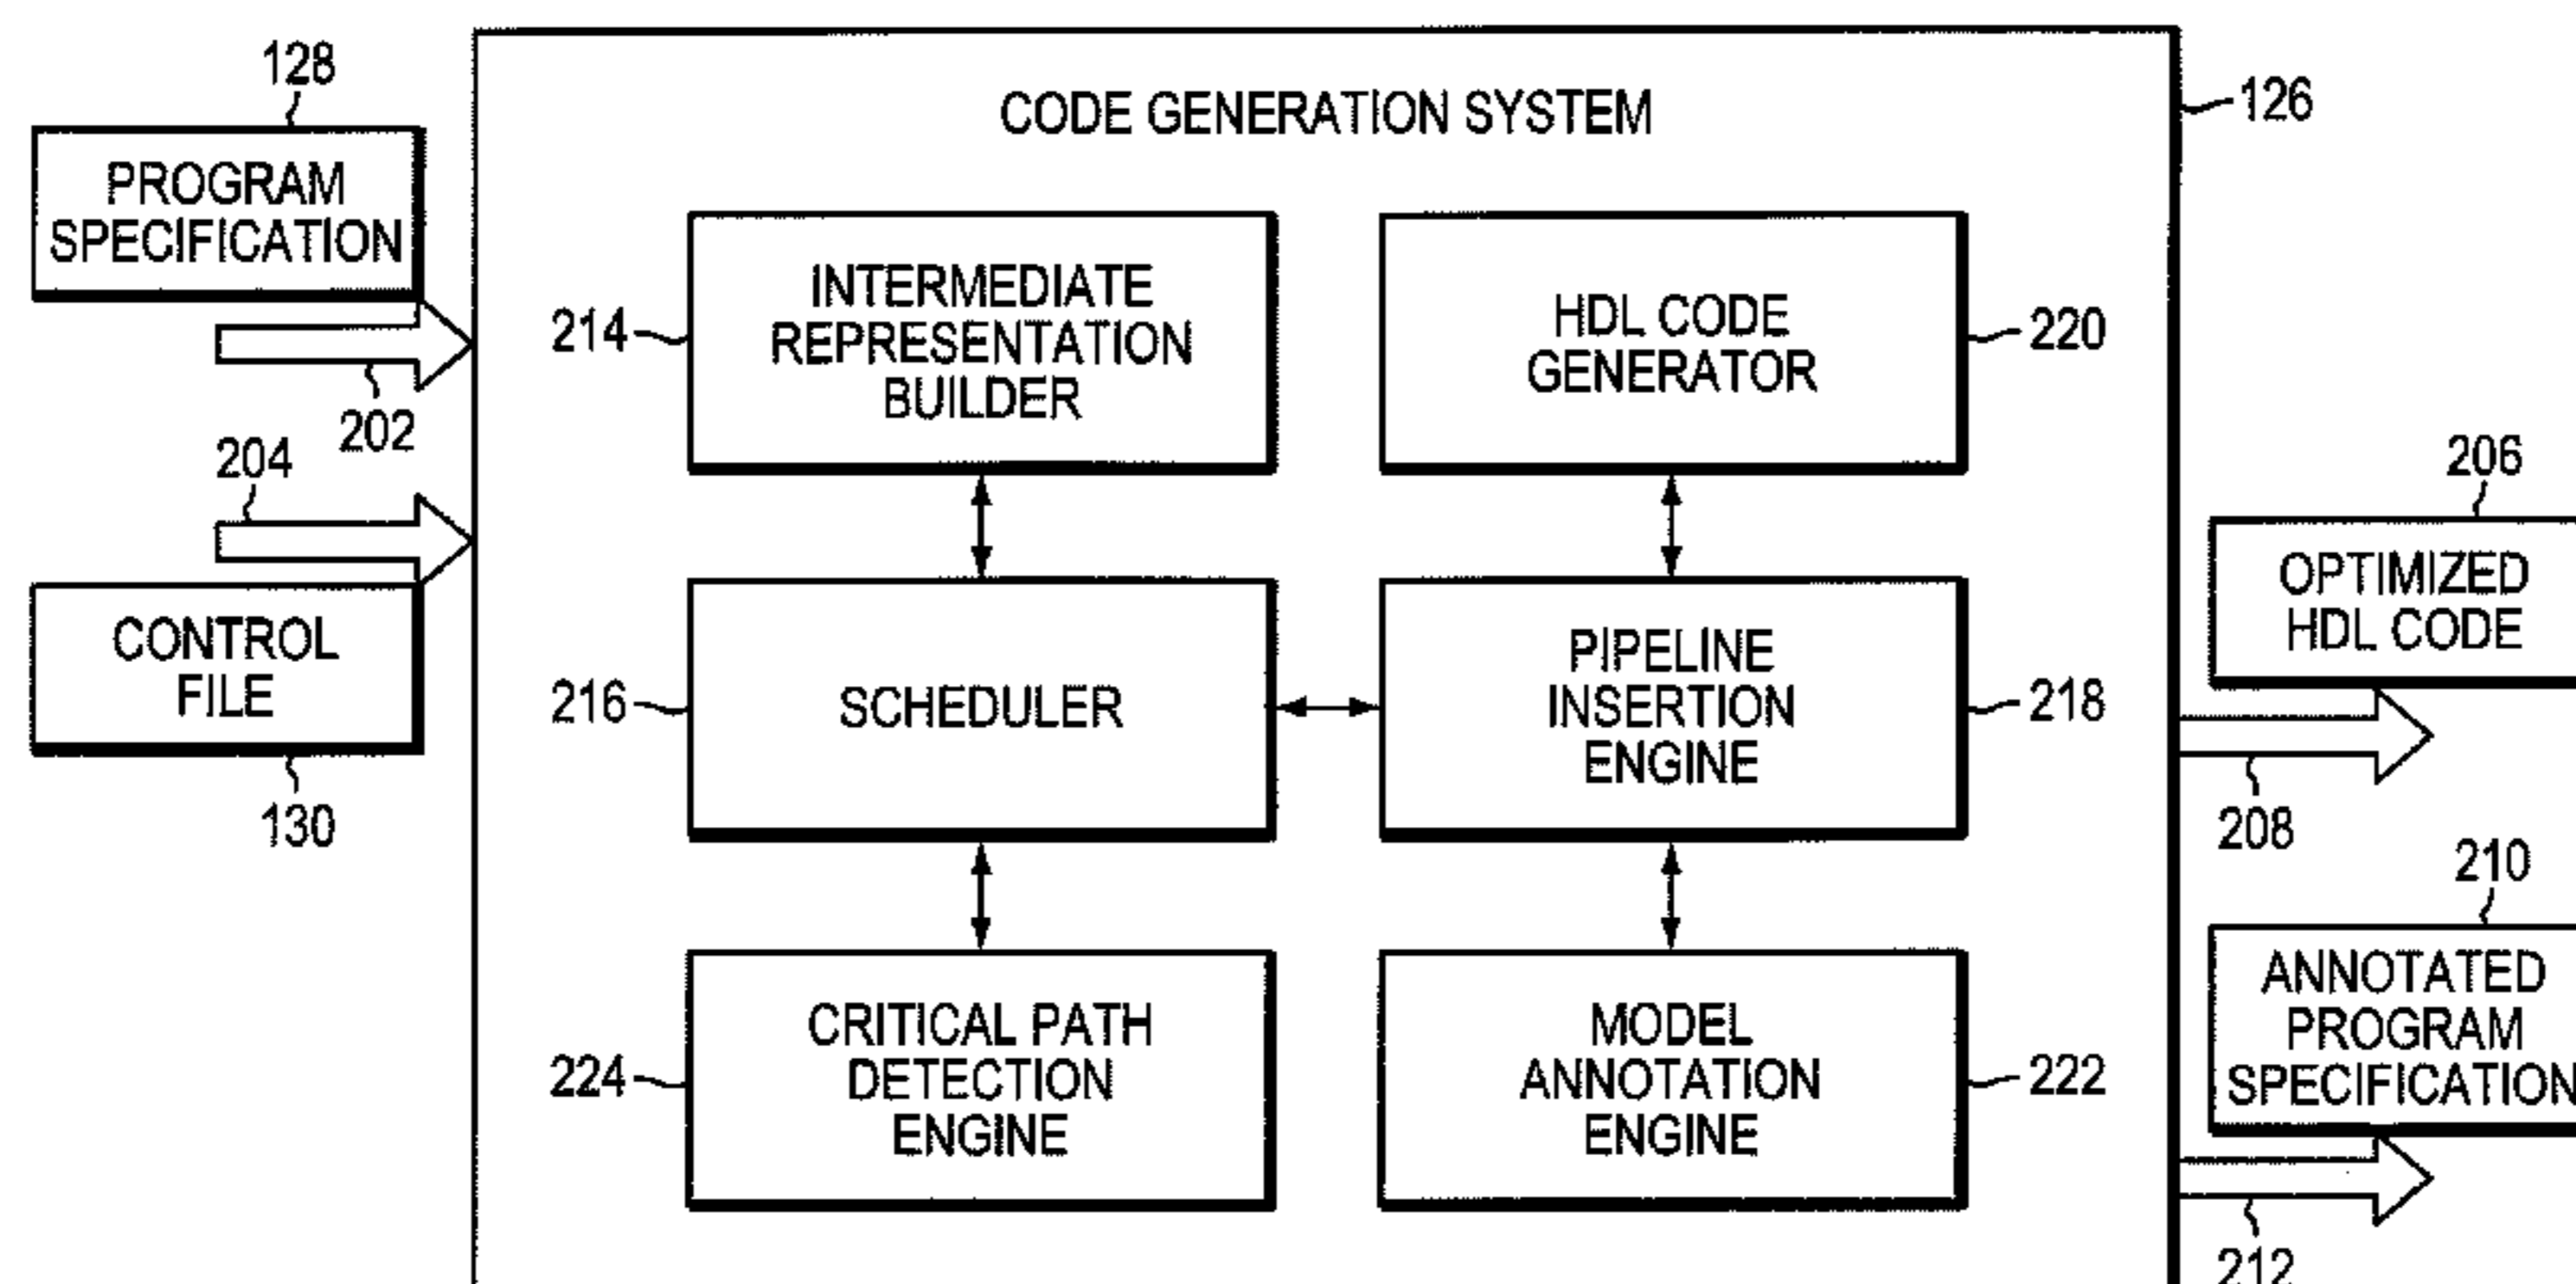 128
PROGRAM
SPECIFICATION
202
204
CONTROL
FILE
130
CODE GENERATION SYSTEM
126
214
INTERMEDIATE
REPRESENTATION
BUILDER
HDL CODE
GENERATOR
220
216
SCHEDULER
PIPELINE
INSERTION
ENGINE
218
224
CRITICAL PATH
DETECTION
ENGINE
MODEL
ANNOTATION
ENGINE
222
206
OPTIMIZED
HDL CODE
208
210
ANNOTATED
PROGRAM
SPECIFICATION
212